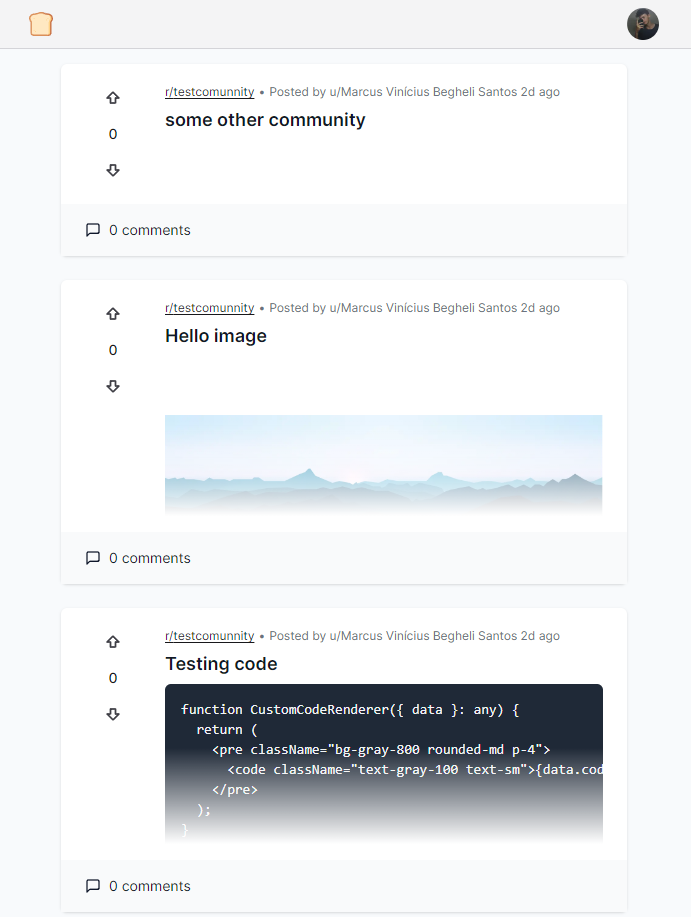 r/testcomunnity • Posted by u/Marcus Vinícius Begheli Santos 2d ago
0
some other community
0 comments
r/testcomunnity • Posted by u/Marcus Vinícius Begheli Santos 2d ago
0
Hello image
0 comments
r/testcomunnity • Posted by u/Marcus Vinícius Begheli Santos 2d ago
0
Testing code
function CustomCodeRenderer({ data }: any) {
  return (
    <pre className="bg-gray-800 rounded-md p-4">
      <code className="text-gray-100 text-sm">{data.cod
    </pre>
  );
}
0 comments